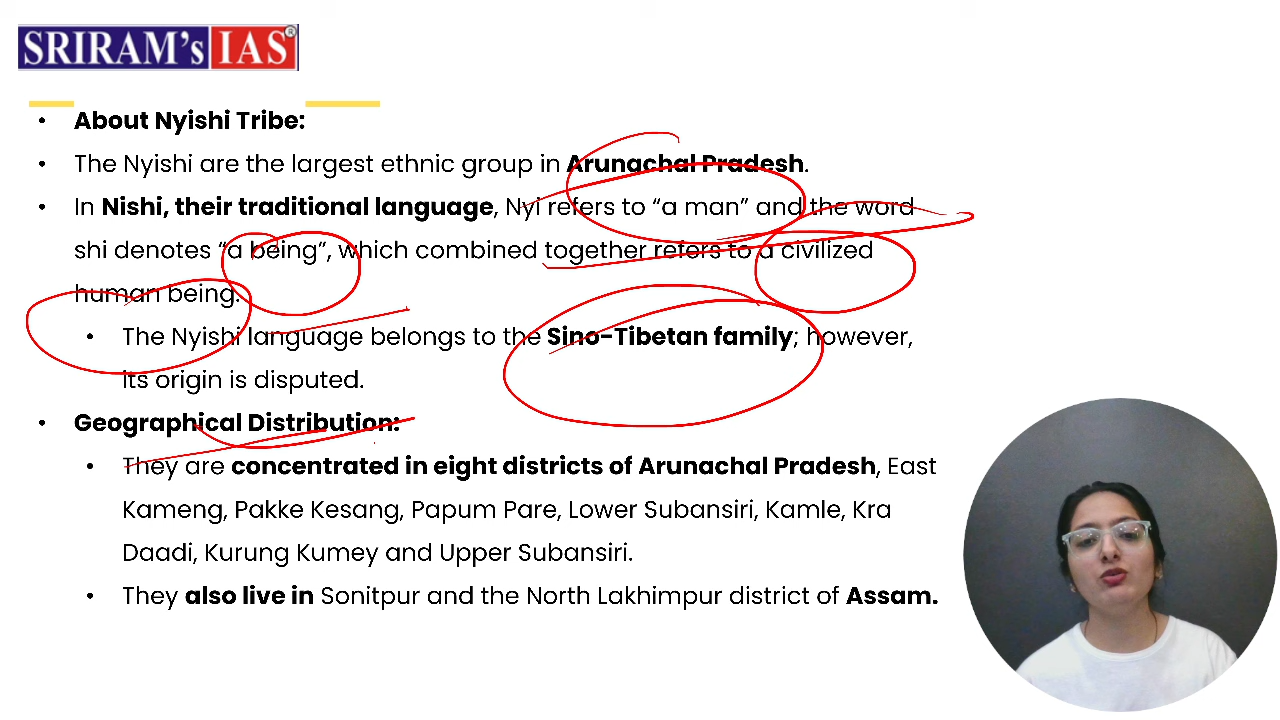 SRIRAM's IAS®
• About Nyishi Tribe:
• The Nyishi are the largest ethnic group in Arunachal Pradesh.
• In Nishi, their traditional language, Nyi refers to “a man” and the word
shi denotes “a being”, which combined together refers to a civilized
human being.
• The Nyishi language belongs to the Sino-Tibetan family; however,
its origin is disputed.
• Geographical Distribution:
• They are concentrated in eight districts of Arunachal Pradesh, East
Kameng, Pakke Kesang, Papum Pare, Lower Subansiri, Kamle, Kra
Daadi, Kurung Kumey and Upper Subansiri.
• They also live in Sonitpur and the North Lakhimpur district of Assam.